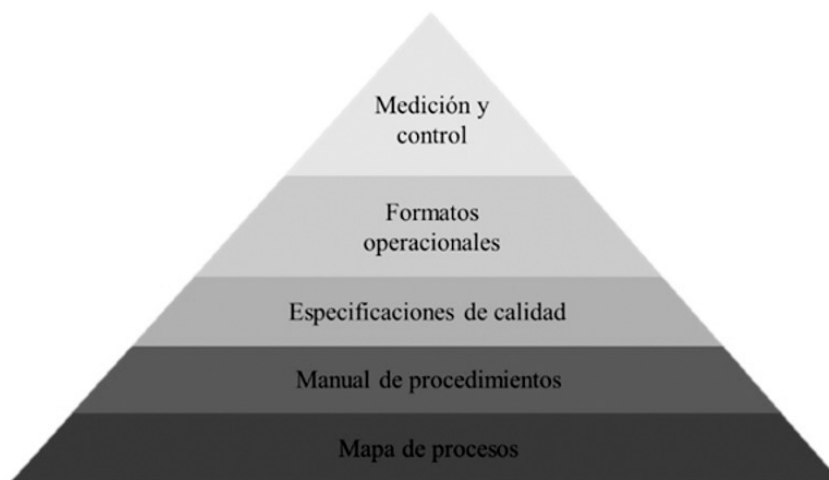 Medición y
control
Formatos
operacionales
Especificaciones de calidad
Manual de procedimientos
Mapa de procesos